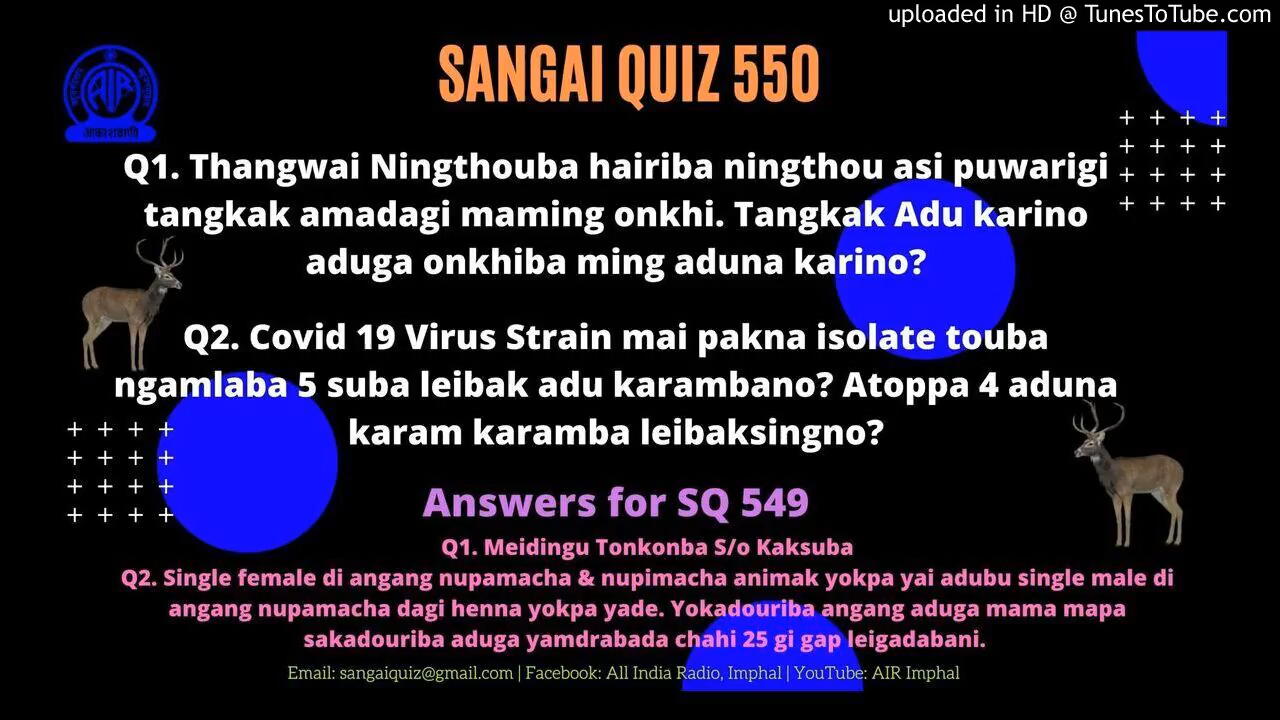 uploaded in HD @ TunesToTube.com
SANGAI QUIZ 550
आकाशवाणी
Q1. Thangwai Ningthouba hairiba ningthou asi puwarigi
tangkak amadagi maming onkhi. Tangkak Adu karino
aduga onkhiba ming aduna karino?
Q2. Covid 19 Virus Strain mai pakna isolate touba
ngamlaba 5 suba leibak adu karambano? Atoppa 4 aduna
karam karamba leibaksingno?
Answers for SQ 549
Q1. Meidingu Tonkonba S/o Kaksuba
Q2. Single female di angang nupamacha & nupimacha animak yokpa yai adubu single male di
angang nupamacha dagi henna yokpa yade. Yokadouriba angang aduga mama mapa
sakadouriba aduga yamdrabada chahi 25 gi gap leigadabani.
Email: sangaiquiz@gmail.com | Facebook: All India Radio, Imphal | YouTube: AIR Imphal